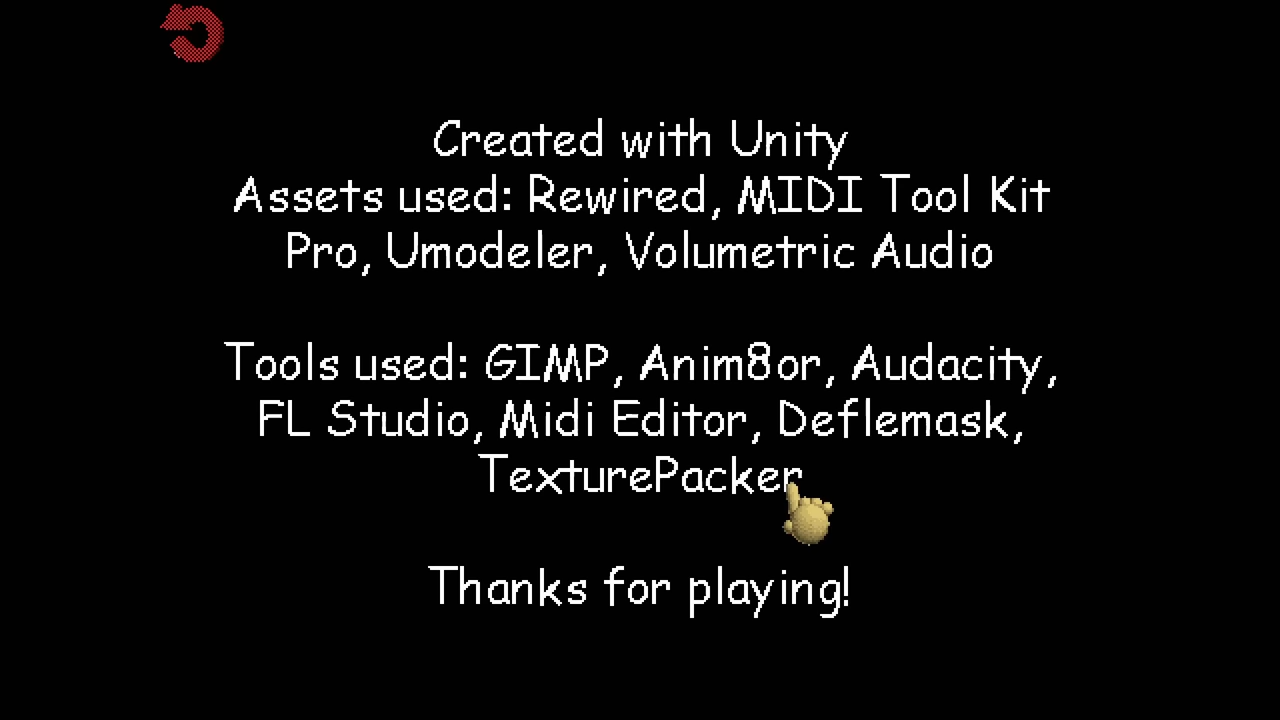 Created with Unity
Assets used: Rewired, MIDI Tool Kit
Pro, Umodeler, Volumetric Audio
Tools used: GIMP, Anim8or, Audacity,
FL Studio, Midi Editor, Deflemask,
TexturePacker
Thanks for playing!